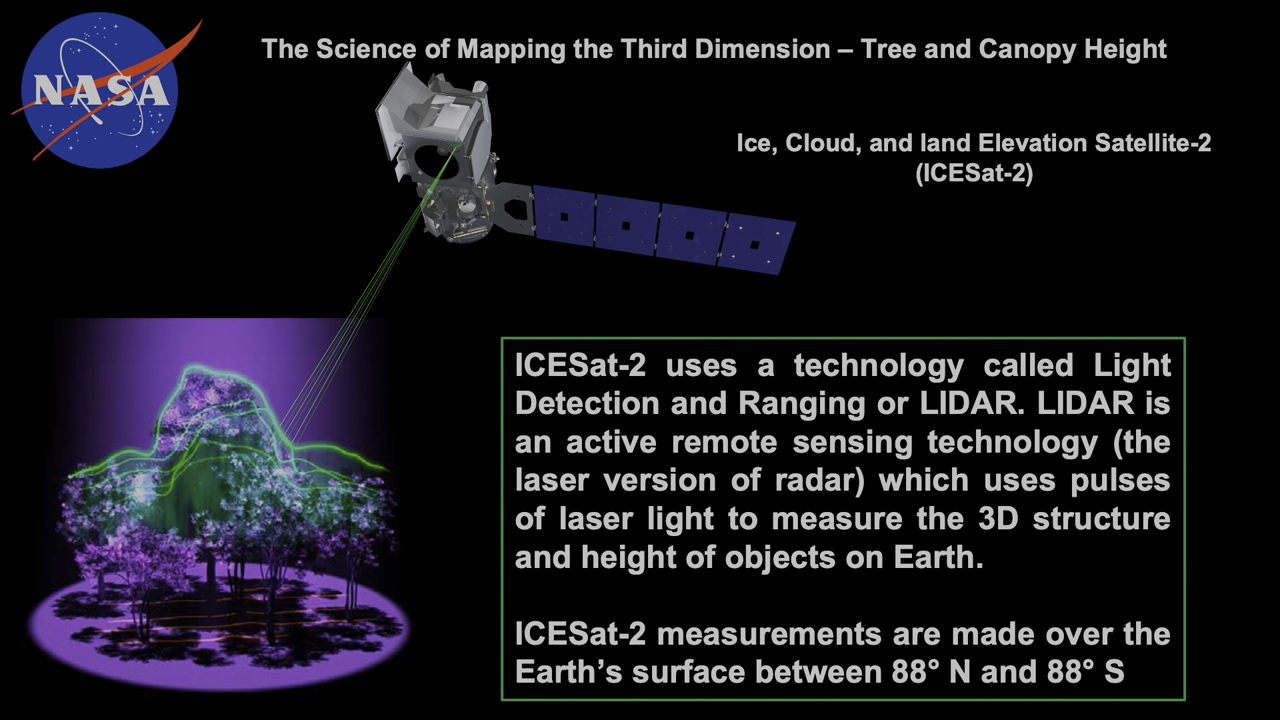 NASA
The Science of Mapping the Third Dimension – Tree and Canopy Height
Ice, Cloud, and land Elevation Satellite-2
(ICESat-2)
ICESat-2 uses a technology called Light
Detection and Ranging or LIDAR. LIDAR is
an active remote sensing technology (the
laser version of radar) which uses pulses
of laser light to measure the 3D structure
and height of objects on Earth.
ICESat-2 measurements are made over the
Earth’s surface between 88° N and 88° S